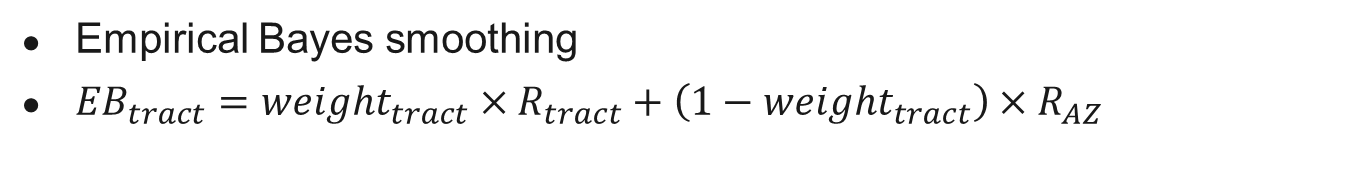 • Empirical Bayes smoothing
• EB_tract = weight_tract × R_tract + (1 − weight_tract) × R_AZ